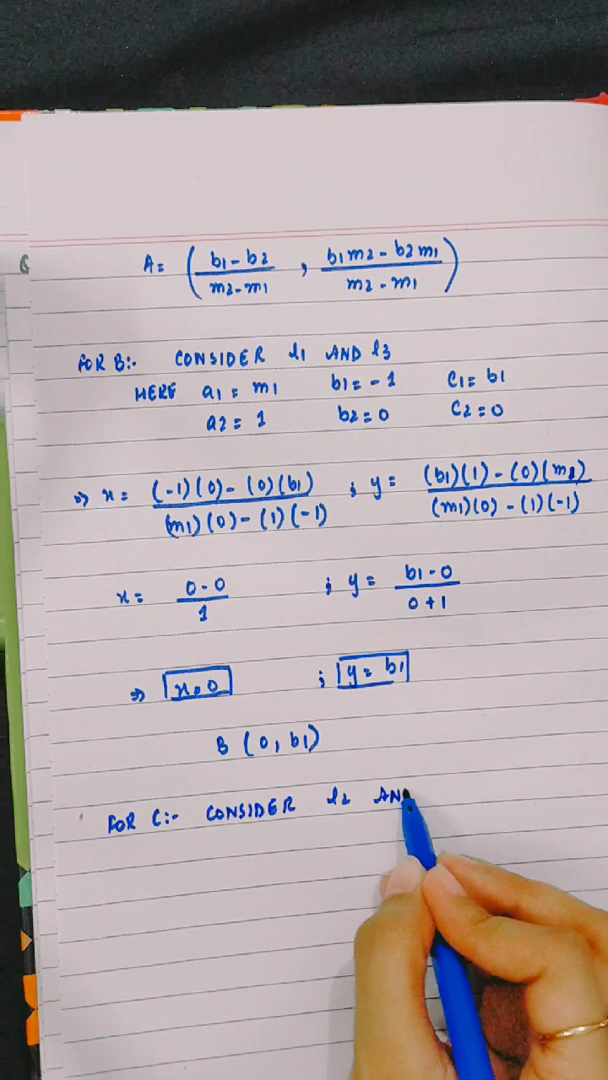 A= ( b1-b2 / m2-m1 , b1m2-b2m1 / m2-m1 )
FOR B:- CONSIDER l1 AND l3
HERE a1 = m1 b1=-1 C1= b1
a2= 1 b2=0 C2=0
=> x= (-1)(0)-(0)(b1) / (m1)(0)-(1)(-1) ; y= (b1)(1)-(0)(m2) / (m1)(0)-(1)(-1)
x= 0-0 / 1 ; y= b1-0 / 0+1
=> x=0 ; y= b1
B (0, b1)
FOR C:- CONSIDER l2 AN